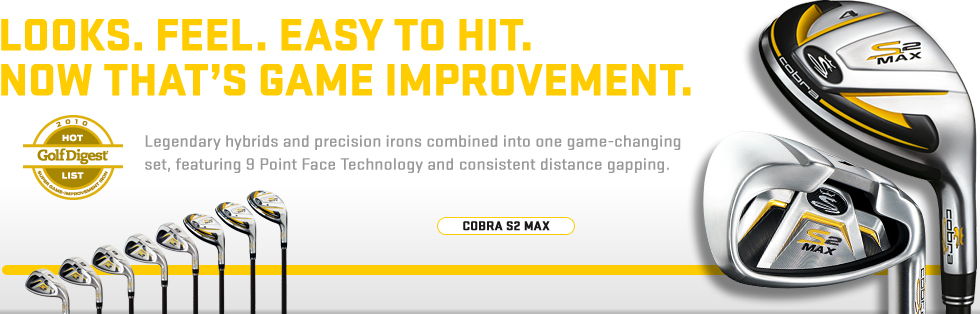 LOOKS. FEEL. EASY TO HIT.
NOW THAT'S GAME IMPROVEMENT.
2010
HOT
GolfDigest
LIST
SUPER GAME-IMPROVEMENT IRON
Legendary hybrids and precision irons combined into one game-changing
set, featuring 9 Point Face Technology and consistent distance gapping.
COBRA S2 MAX
4
S2
MAX
cobra
cobra
S2
MAX
cobra